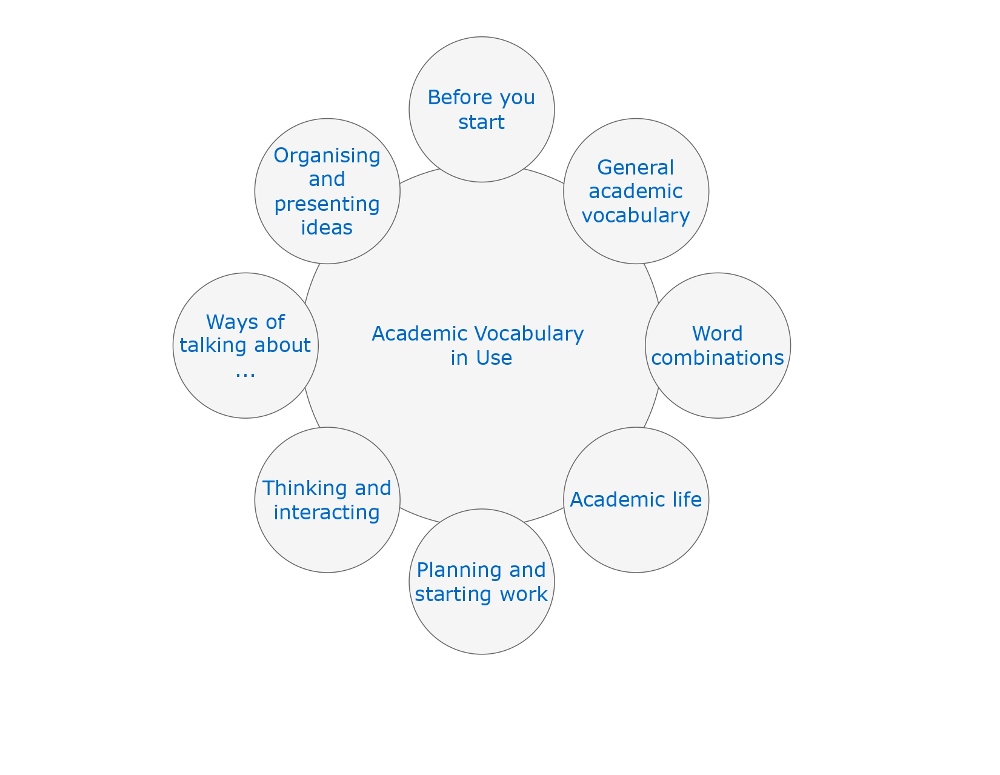 Before you
start
General
academic
vocabulary
Word
combinations
Academic life
Planning and
starting work
Thinking and
interacting
Ways of
talking about
...
Organising
and
presenting
ideas
Academic Vocabulary
in Use